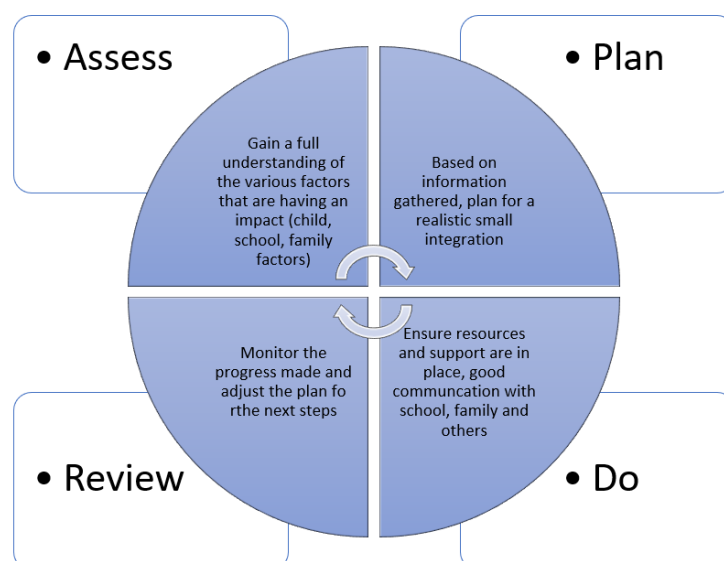 • Assess
Gain a full
understanding of
the various factors
that are having an
impact (child,
school, family
factors)
• Plan
Based on
information
gathered, plan for a
realistic small
integration
• Review
Monitor the
progress made and
adjust the plan fo
rthe next steps
• Do
Ensure resources
and support are in
place, good
communcation with
school, family and
others